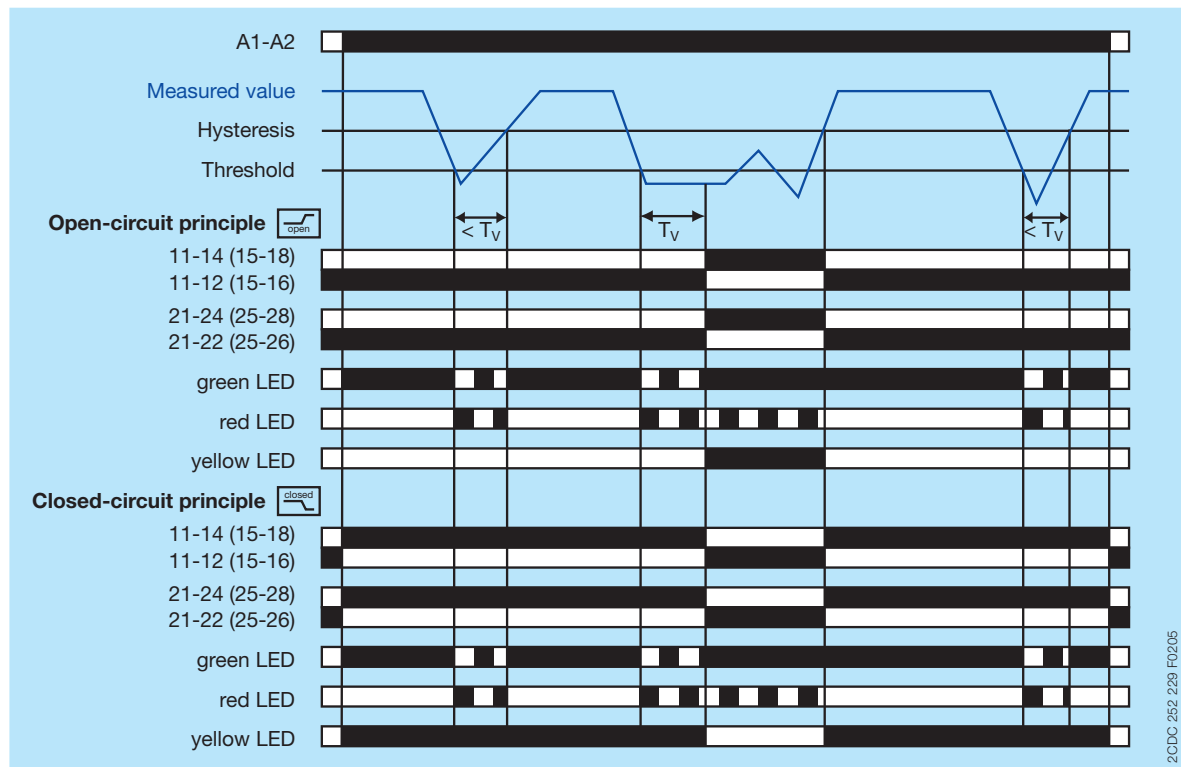 A1-A2
Measured value
Hysteresis
Threshold
Open-circuit principle open
< TV TV < TV
11-14 (15-18)
11-12 (15-16)
21-24 (25-28)
21-22 (25-26)
green LED
red LED
yellow LED
Closed-circuit principle closed
11-14 (15-18)
11-12 (15-16)
21-24 (25-28)
21-22 (25-26)
green LED
red LED
yellow LED
2CDC 252 229 F0205